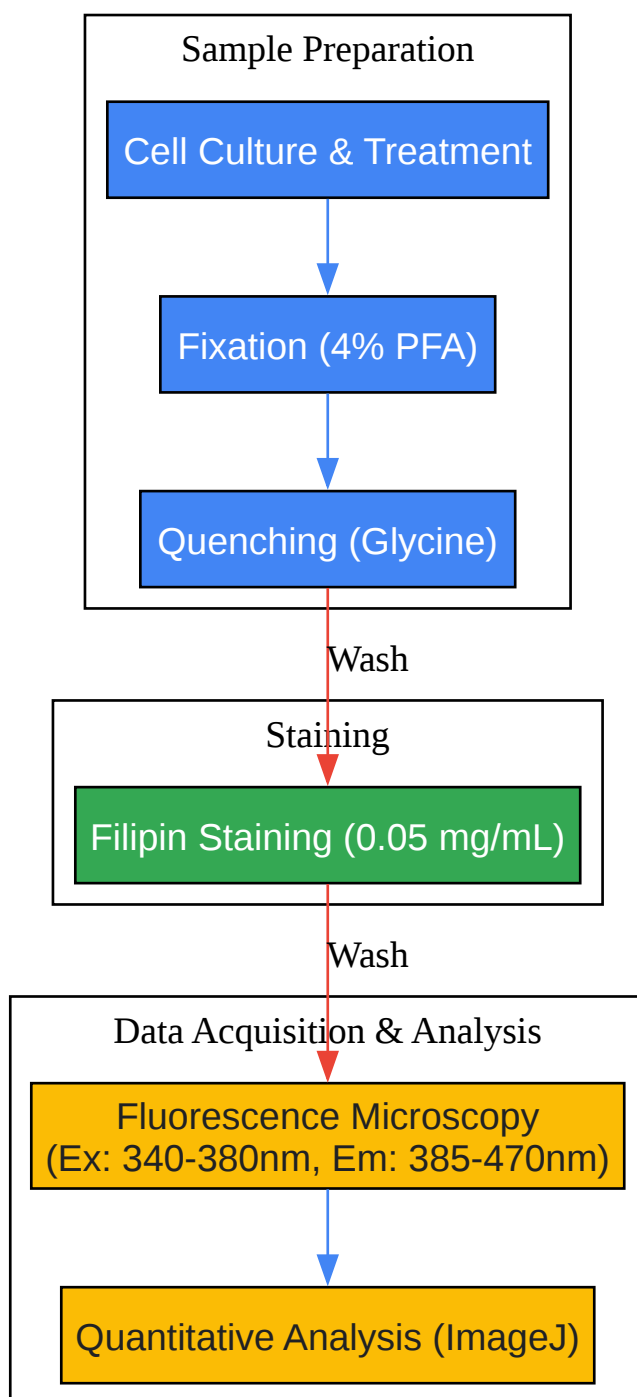 Sample Preparation
Cell Culture & Treatment
Fixation (4% PFA)
Quenching (Glycine)
Wash
Staining
Filipin Staining (0.05 mg/mL)
Wash
Data Acquisition & Analysis
Fluorescence Microscopy
(Ex: 340-380nm, Em: 385-470nm)
Quantitative Analysis (ImageJ)